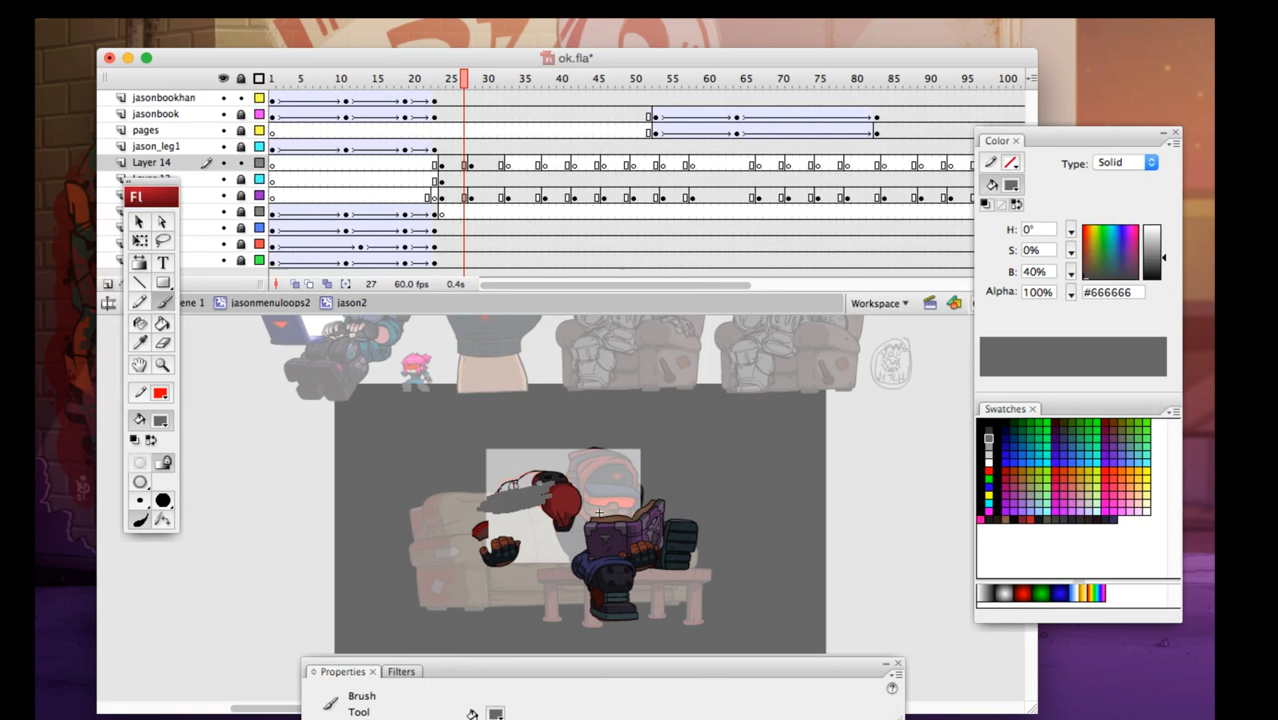 ok.fla*
1 5 10 15 20 25 30 35 40 45 50 55 60 65 70 75 80 85 90 95 100
jasonbookhan
jasonbook
pages
jason_leg1
Layer 14
Fl
T
27 60.0 fps 0.4s
ene 1 jasonmenuloops2 jason2 Workspace
Color
Type: Solid
H: 0°
S: 0%
B: 40%
Alpha: 100% #666666
Swatches
Properties Filters
Brush
Tool